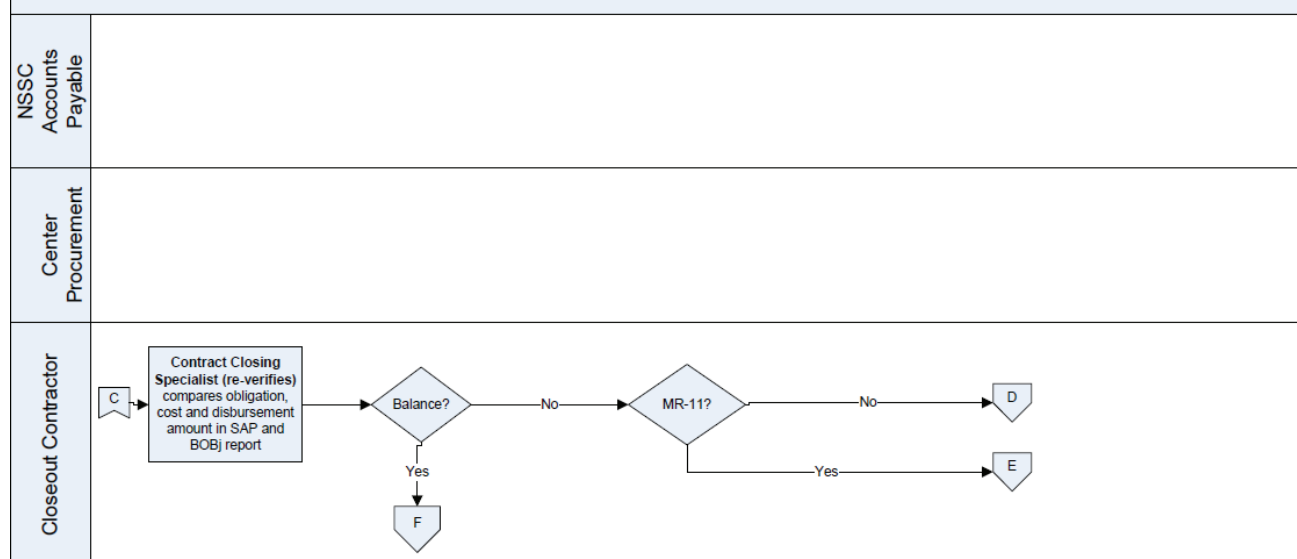 NSSC
Accounts
Payable
Center
Procurement
Closeout Contractor
C
Contract Closing
Specialist (re-verifies)
compares obligation,
cost and disbursement
amount in SAP and
BOBj report
Balance?
No
MR-11?
No
D
Yes
E
Yes
F